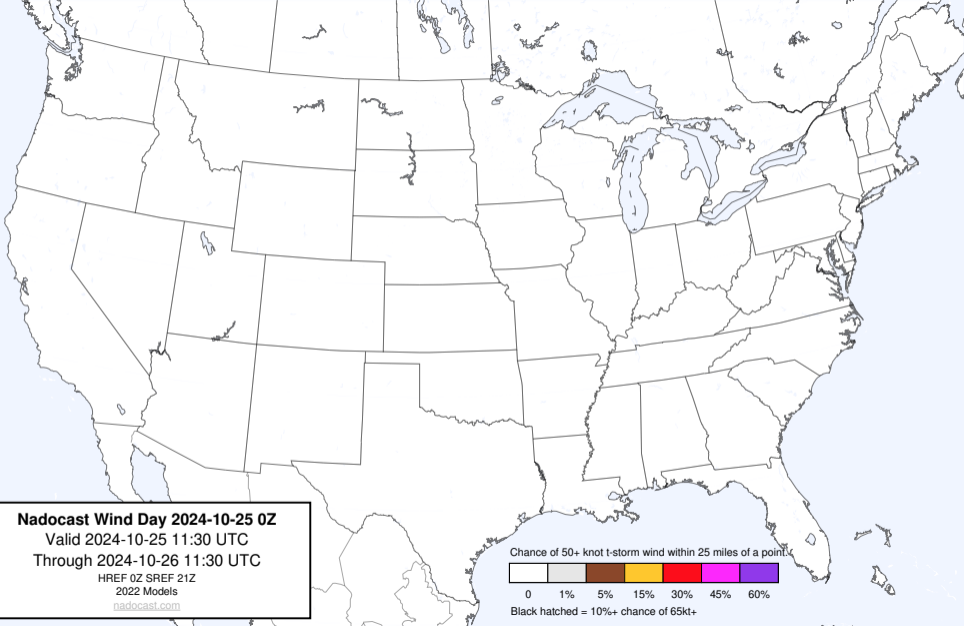 Nadocast Wind Day 2024-10-25 0Z
Valid 2024-10-25 11:30 UTC
Through 2024-10-26 11:30 UTC
HREF 0Z SREF 21Z
2022 Models
nadocast.com
Chance of 50+ knot t-storm wind within 25 miles of a point.
0 1% 5% 15% 30% 45% 60%
Black hatched = 10%+ chance of 65kt+